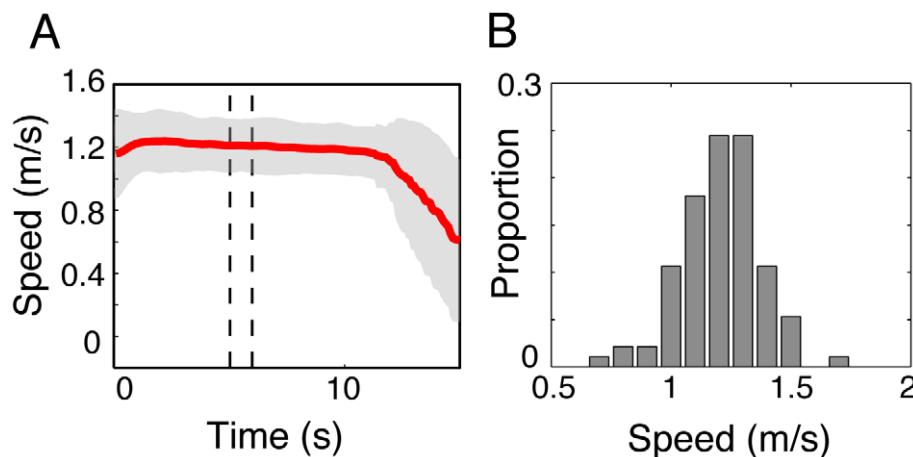 A
1.6
1.2
0.8
0.4
0
Speed (m/s)
0 10
Time (s)
B
0.3
0
Proportion
0.5 1 1.5 2
Speed (m/s)